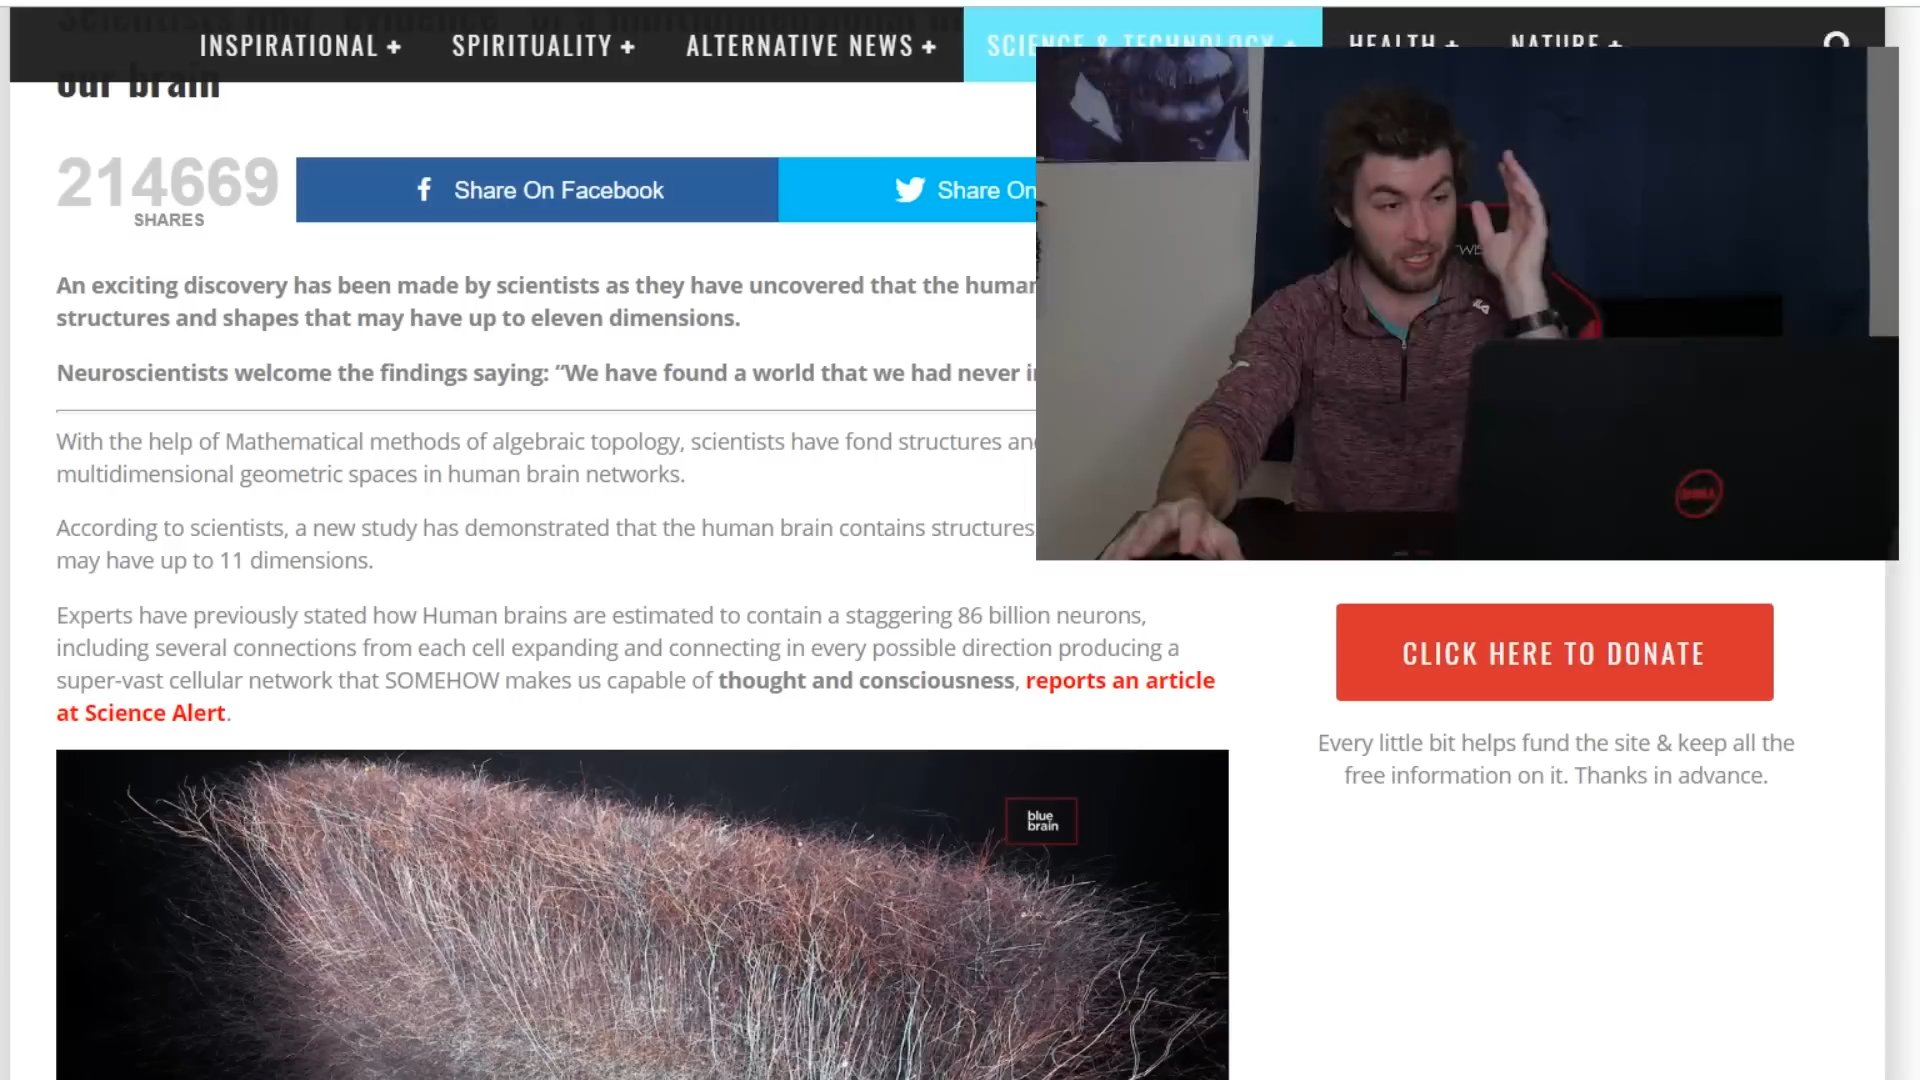 INSPIRATIONAL + SPIRITUALITY + ALTERNATIVE NEWS + SCIENCE & TECHNOLOGY + HEALTH + NATURE +
our brain
214669
SHARES
Share On Facebook
Share On
An exciting discovery has been made by scientists as they have uncovered that the human
structures and shapes that may have up to eleven dimensions.
Neuroscientists welcome the findings saying: “We have found a world that we had never
With the help of Mathematical methods of algebraic topology, scientists have fond structures
multidimensional geometric spaces in human brain networks.
According to scientists, a new study has demonstrated that the human brain contains structures
may have up to 11 dimensions.
Experts have previously stated how Human brains are estimated to contain a staggering 86 billion neurons,
including several connections from each cell expanding and connecting in every possible direction producing a
super-vast cellular network that SOMEHOW makes us capable of thought and consciousness, reports an article
at Science Alert.
blue
brain
DELL
CLICK HERE TO DONATE
Every little bit helps fund the site & keep all the
free information on it. Thanks in advance.